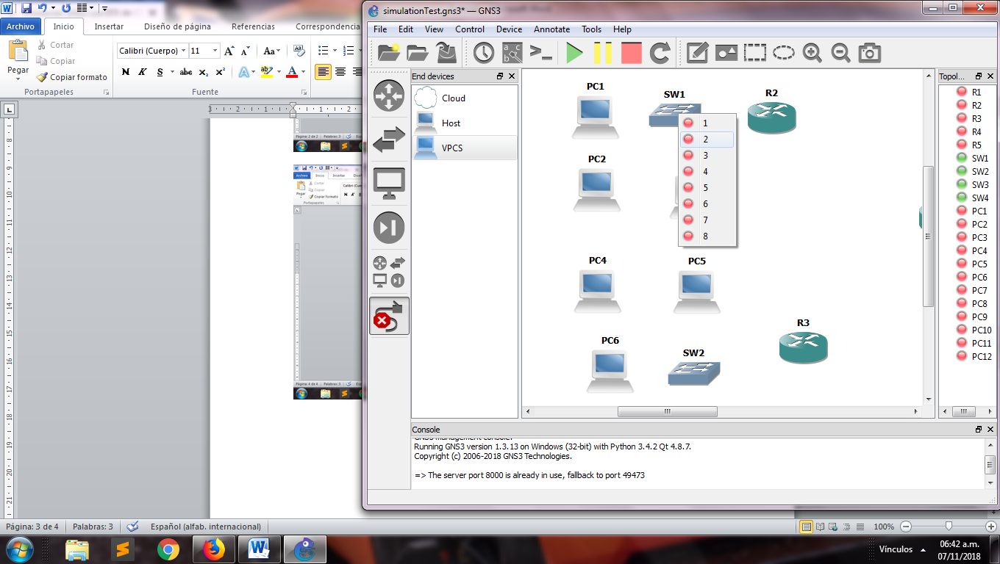 simulationTest.gns3* — GNS3
Archivo Inicio Insertar Diseño de página Referencias Correspondencia
File Edit View Control Device Annotate Tools Help
Pegar
Cortar
Copiar
Copiar formato
Portapapeles
Calibri (Cuerpo) 11
N K S abc x₂ x²
Fuente
End devices
Cloud
Host
VPCS
PC1
SW1
R2
1
2
3
4
5
6
7
8
PC2
PC4
PC5
PC6
SW2
R3
Topol...
R1
R2
R3
R4
R5
SW1
SW2
SW3
SW4
PC1
PC2
PC3
PC4
PC5
PC6
PC7
PC8
PC9
PC10
PC11
PC12
Console
GNS3 management console.
Running GNS3 version 1.3.13 on Windows (32-bit) with Python 3.4.2 Qt 4.8.7.
Copyright (c) 2006-2018 GNS3 Technologies.
=> The server port 8000 is already in use, fallback to port 49473
Página: 3 de 4 Palabras: 3 Español (alfab. internacional) 100%
Vínculos
06:42 a.m.
07/11/2018